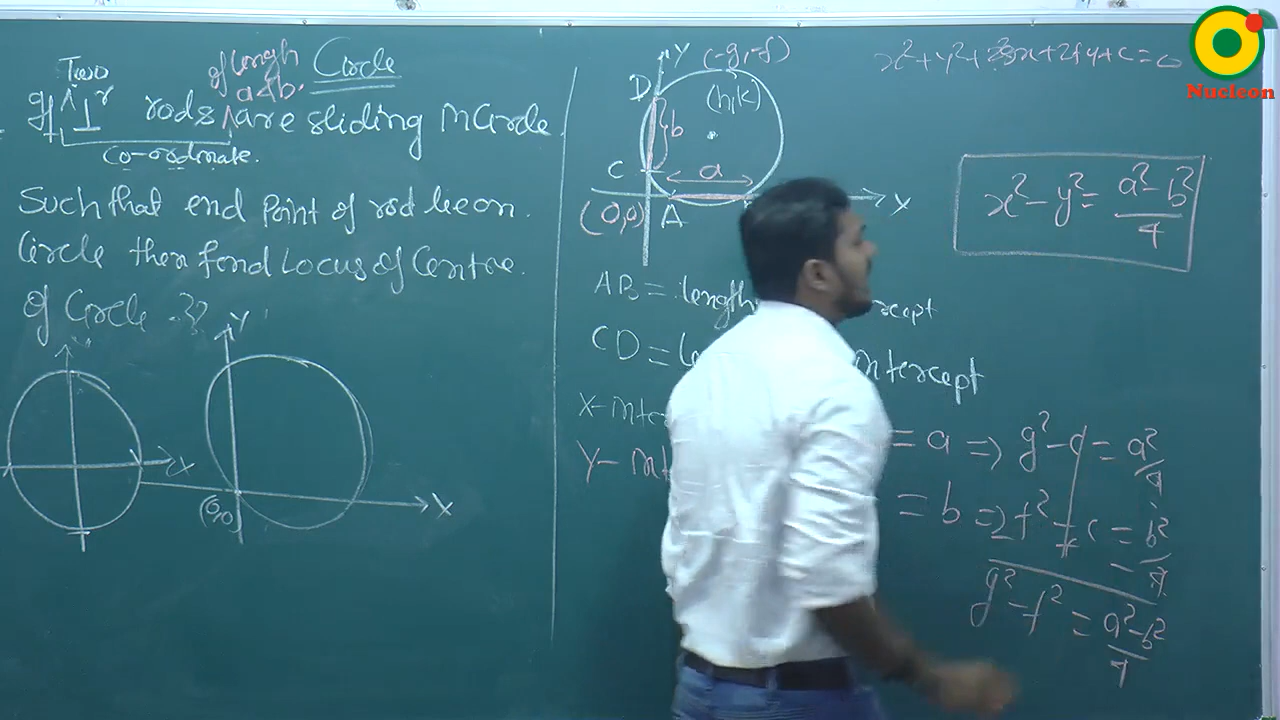 Two
of length
a & b.
Circle
If ⊥r rods are sliding in Circle
Co-ordinate.
Such that end Point of rod lie on
Circle then find Locus of Centre
of Circle ??
Y
X
Y
(0,0)
X
Y
(-g,-f)
D
(h,k)
b
C
a
(0,0)
A
X
x²+y²+2gx+2fy+c=0
x²-y²= a²-b²/4
AB = length
CD =
intercept
= a ⇒ g²-c = a²/4
= b ⇒ f²-c = b²/4
g²-f² = a²-b²/4
Nucleon